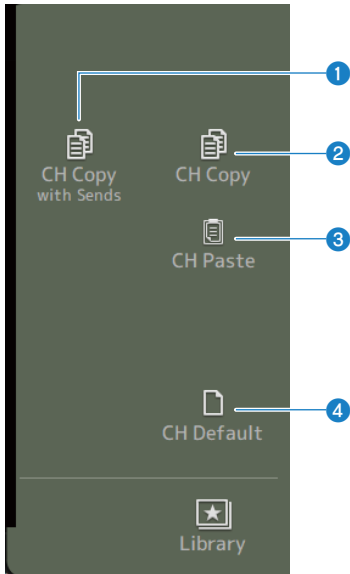 1
CH Copy
with Sends
CH Copy
2
CH Paste
3
CH Default
4
Library